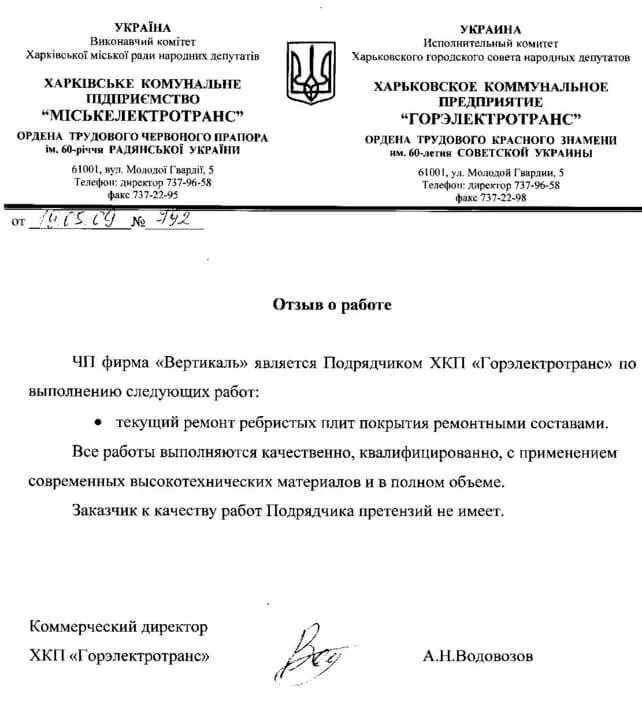 УКРАЇНА
Виконавчий комітет
Харківської міської ради народних депутатів
ХАРКІВСЬКЕ КОМУНАЛЬНЕ
ПІДПРИЄМСТВО
“МІСЬКЕЛЕКТРОТРАНС”
ОРДЕНА ТРУДОВОГО ЧЕРВОНОГО ПРАПОРА
ім. 60-річчя РАДЯНСЬКОЇ УКРАЇНИ
61001, вул. Молодої Гвардії, 5
Телефон: директор 737-96-58
факс 737-22-95
УКРАИНА
Исполнительный комитет
Харьковского городского совета народных депутатов
ХАРЬКОВСКОЕ КОММУНАЛЬНОЕ
ПРЕДПРИЯТИЕ
“ГОРЭЛЕКТРОТРАНС”
ОРДЕНА ТРУДОВОГО КРАСНОГО ЗНАМЕНИ
им. 60-летия СОВЕТСКОЙ УКРАИНЫ
61001, ул. Молодой Гвардии, 5
Телефон: директор 737-96-58
факс 737-22-98
от 14.05.09 № 792
Отзыв о работе
ЧП фирма «Вертикаль» является Подрядчиком ХКП «Горэлектротранс» по
выполнению следующих работ:
• текущий ремонт ребристых плит покрытия ремонтными составами.
Все работы выполняются качественно, квалифицированно, с применением
современных высокотехнических материалов и в полном объеме.
Заказчик к качеству работ Подрядчика претензий не имеет.
Коммерческий директор
ХКП «Горэлектротранс»
А.Н.Водовозов